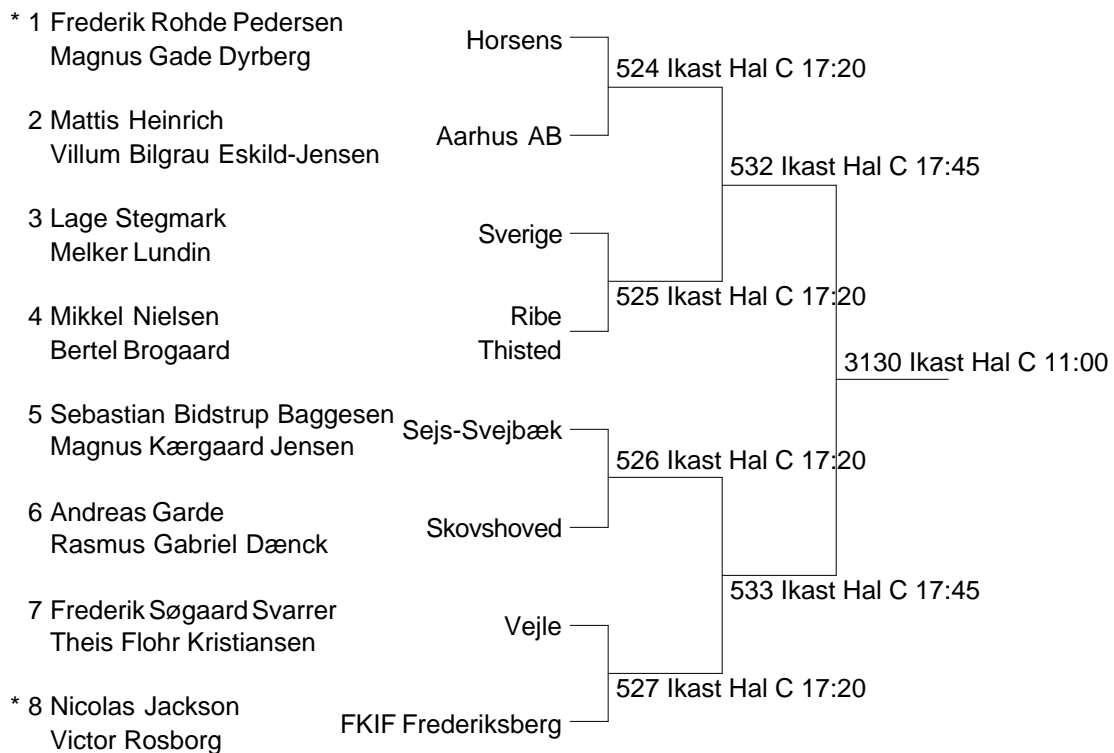 * 1 Frederik Rohde Pedersen
Magnus Gade Dyrberg
Horsens
524 Ikast Hal C 17:20
2 Mattis Heinrich
Villum Bilgrau Eskild-Jensen
Aarhus AB
532 Ikast Hal C 17:45
3 Lage Stegmark
Melker Lundin
Sverige
525 Ikast Hal C 17:20
4 Mikkel Nielsen
Bertel Brogaard
Ribe
Thisted
3130 Ikast Hal C 11:00
5 Sebastian Bidstrup Baggesen
Magnus Kærgaard Jensen
Sejs-Svejbæk
526 Ikast Hal C 17:20
6 Andreas Garde
Rasmus Gabriel Dænck
Skovshoved
533 Ikast Hal C 17:45
7 Frederik Søgaard Svarrer
Theis Flohr Kristiansen
Vejle
527 Ikast Hal C 17:20
* 8 Nicolas Jackson
Victor Rosborg
FKIF Frederiksberg